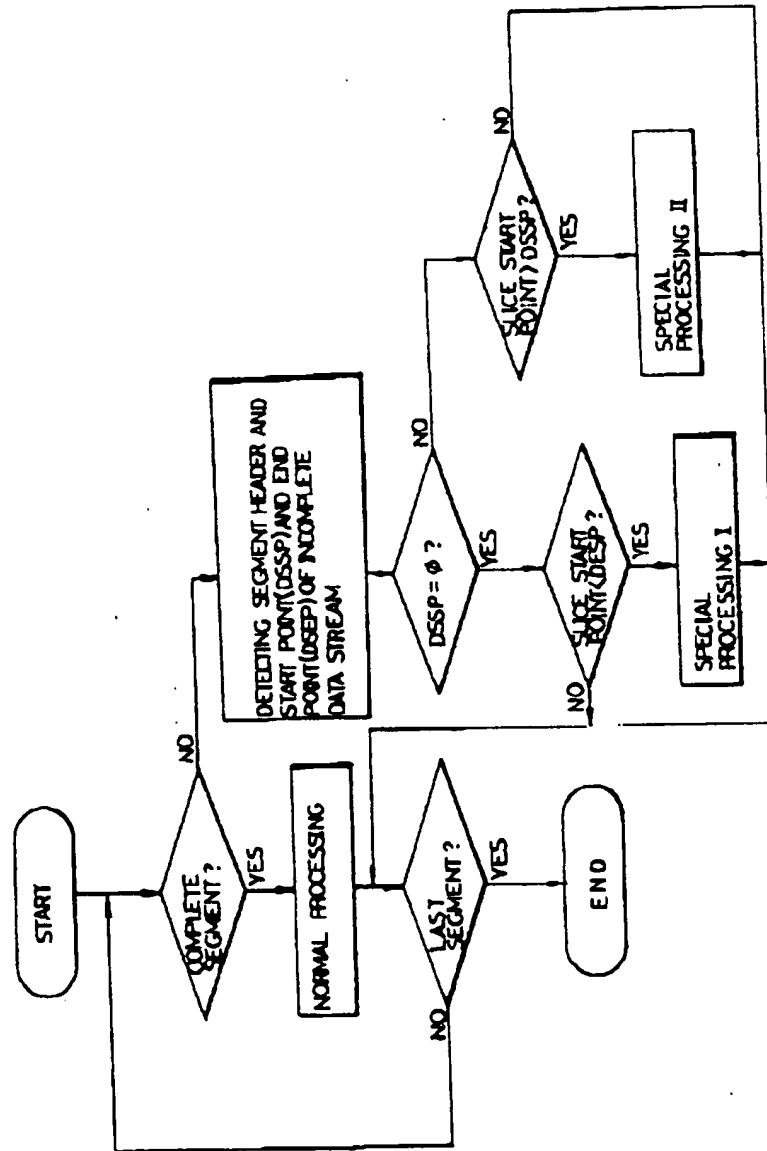 START
COMPLETE
SEGMENT?
NO
YES
NORMAL PROCESSING
LAST
SEGMENT?
NO
YES
END
DETECTING SEGMENT HEADER AND
START POINT(DSSP) AND END
POINT(DSEP) OF INCOMPLETE
DATA STREAM
DSSP=φ?
NO
YES
SLICE START
POINT⟨DESP?
NO
YES
SPECIAL
PROCESSING I
SLICE START
POINT⟩DSSP?
NO
YES
SPECIAL
PROCESSING II